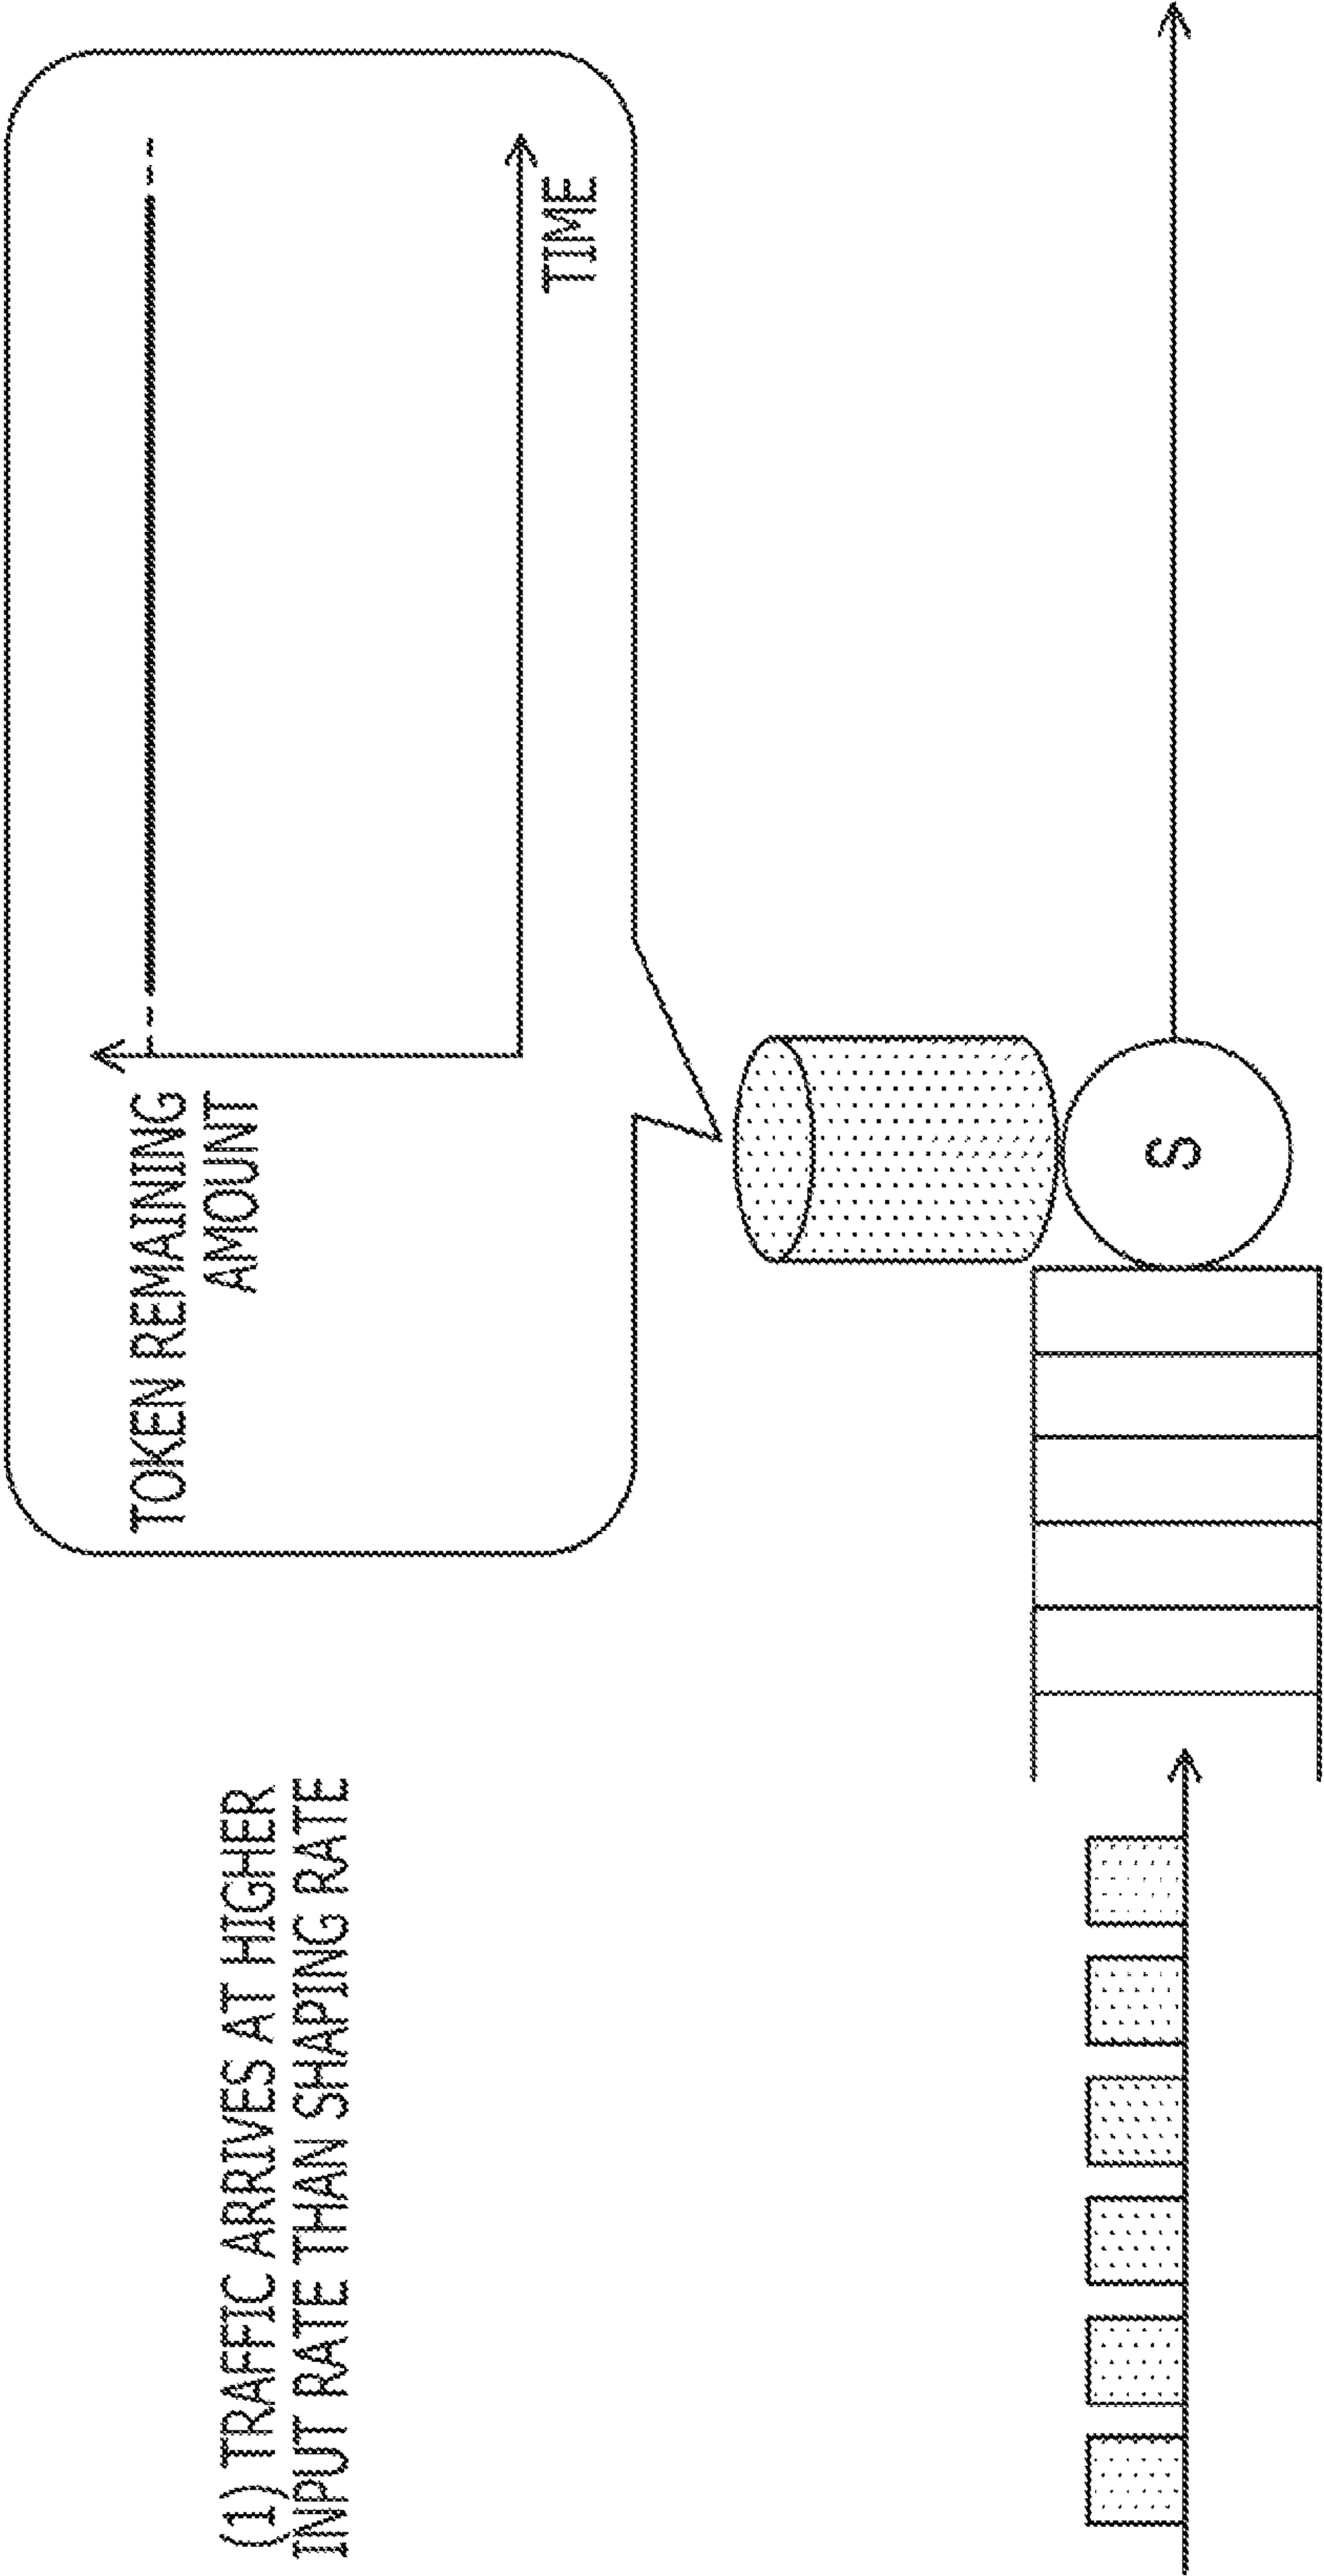 (1) TRAFFIC ARRIVES AT HIGHER
INPUT RATE THAN SHAPING RATE
TOKEN REMAINING
AMOUNT
TIME
S